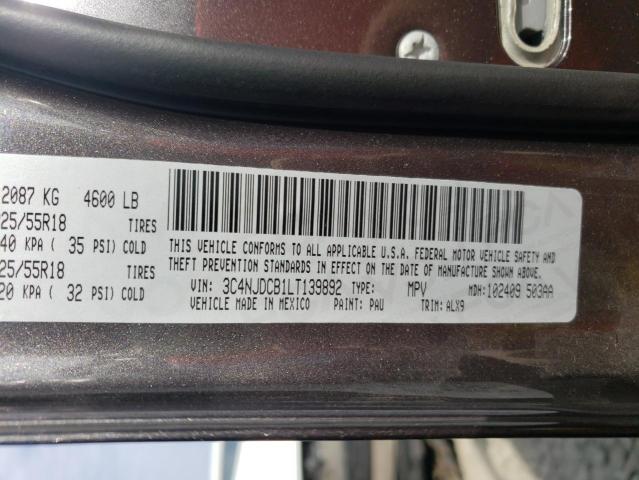 2087 KG 4600 LB
25/55R18 TIRES
40 KPA ( 35 PSI) COLD
25/55R18 TIRES
20 KPA ( 32 PSI) COLD
THIS VEHICLE CONFORMS TO ALL APPLICABLE U.S.A. FEDERAL MOTOR VEHICLE SAFETY AND
THEFT PREVENTION STANDARDS IN EFFECT ON THE DATE OF MANUFACTURE SHOWN ABOVE.
VIN: 3C4NJDCB1LT139892 TYPE: MPV MDH: 102409 503AA
VEHICLE MADE IN MEXICO PAINT: PAU TRIM: ALX9